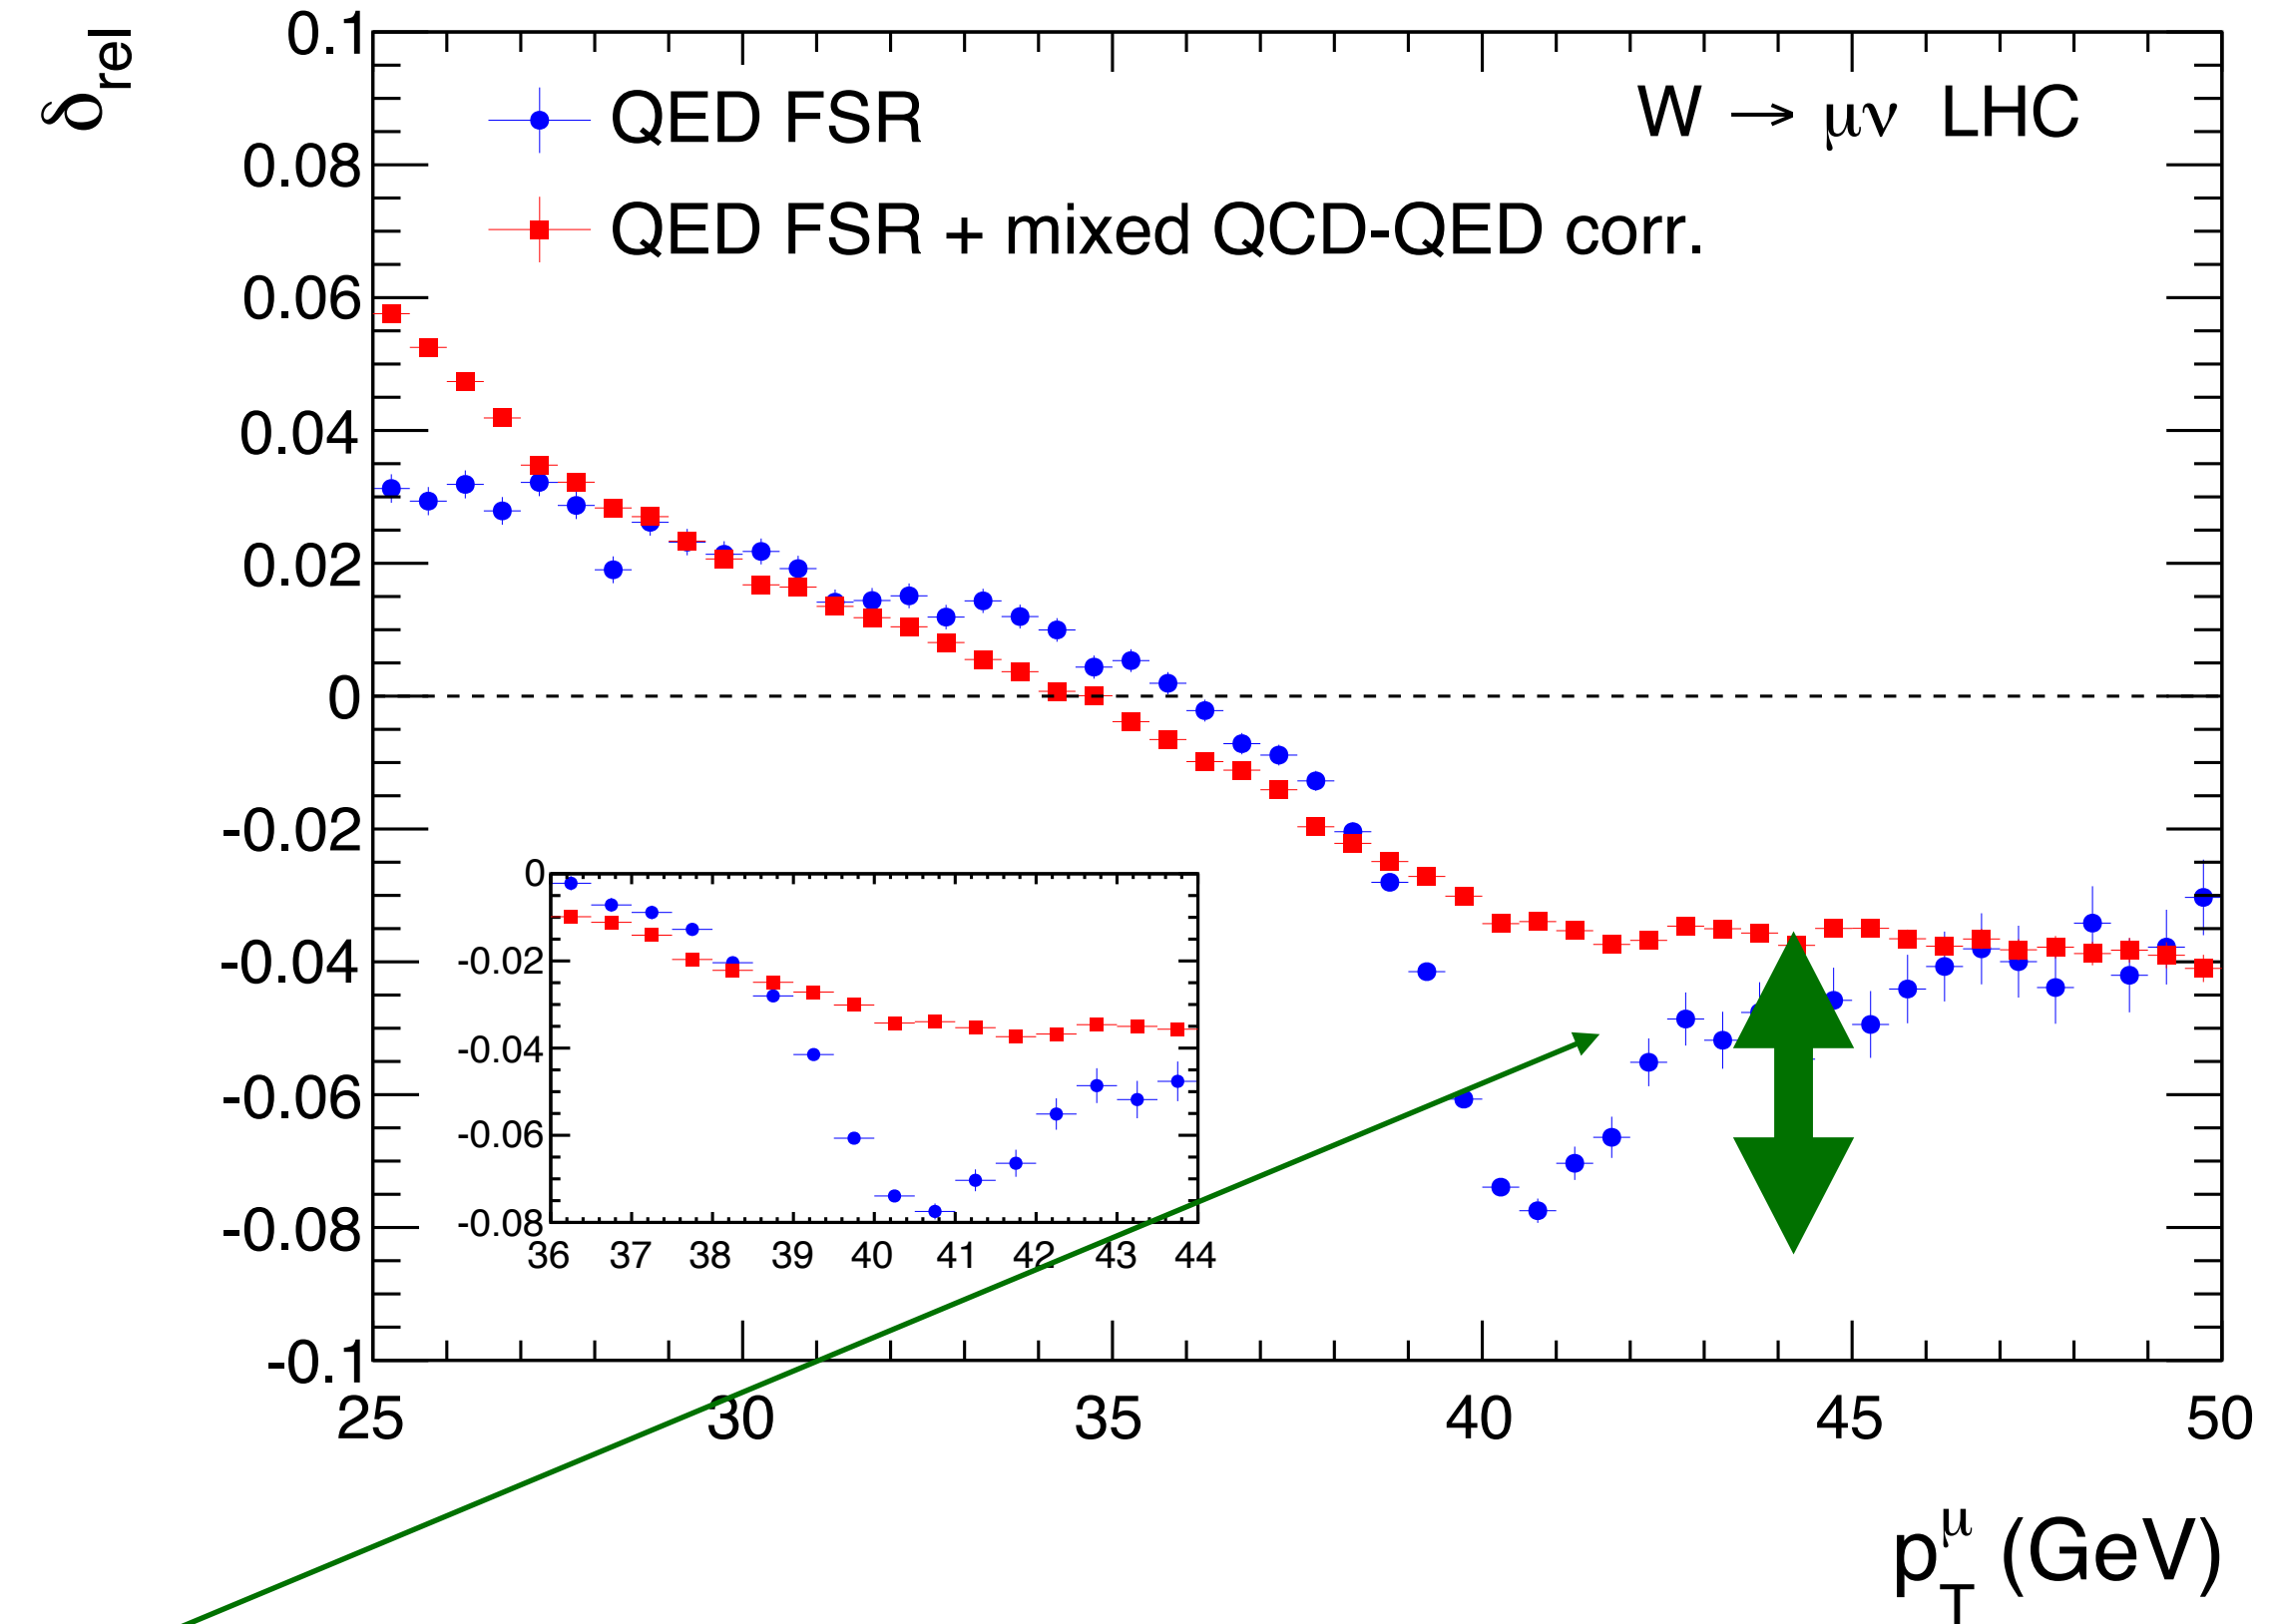 δrel
0.1
0.08
0.06
0.04
0.02
0
-0.02
-0.04
-0.06
-0.08
-0.1
QED FSR
QED FSR + mixed QCD-QED corr.
W → μν LHC
0
-0.02
-0.04
-0.06
-0.08
36 37 38 39 40 41 42 43 44
25 30 35 40 45 50
pTμ (GeV)